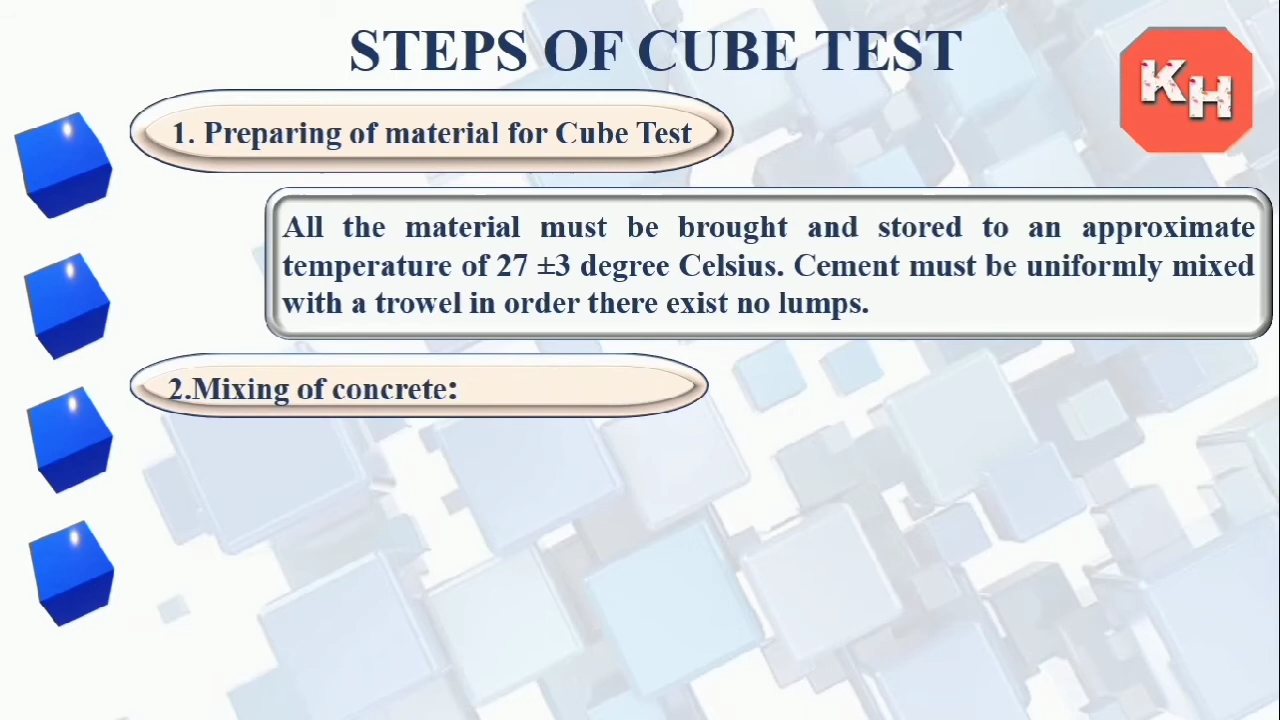 STEPS OF CUBE TEST
KH
1. Preparing of material for Cube Test
All the material must be brought and stored to an approximate
temperature of 27 ±3 degree Celsius. Cement must be uniformly mixed
with a trowel in order there exist no lumps.
2.Mixing of concrete: